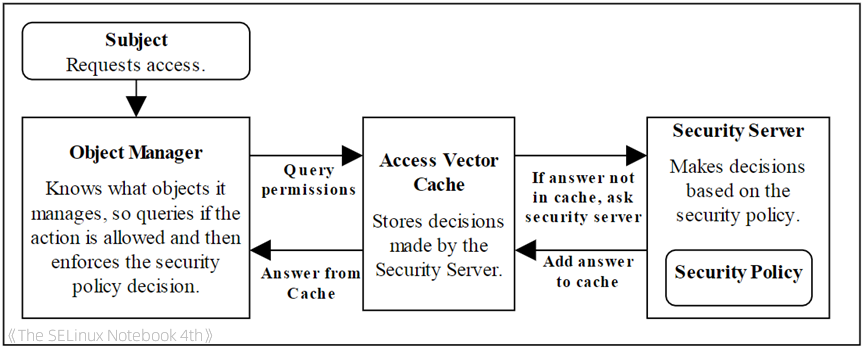 Subject
Requests access.
Object Manager
Knows what objects it
manages, so queries if the
action is allowed and then
enforces the security
policy decision.
Query
permissions
Answer from
Cache
Access Vector
Cache
Stores decisions
made by the
Security Server.
If answer not
in cache, ask
security server
Add answer
to cache
Security Server
Makes decisions
based on the
security policy.
Security Policy
《The SELinux Notebook 4th》